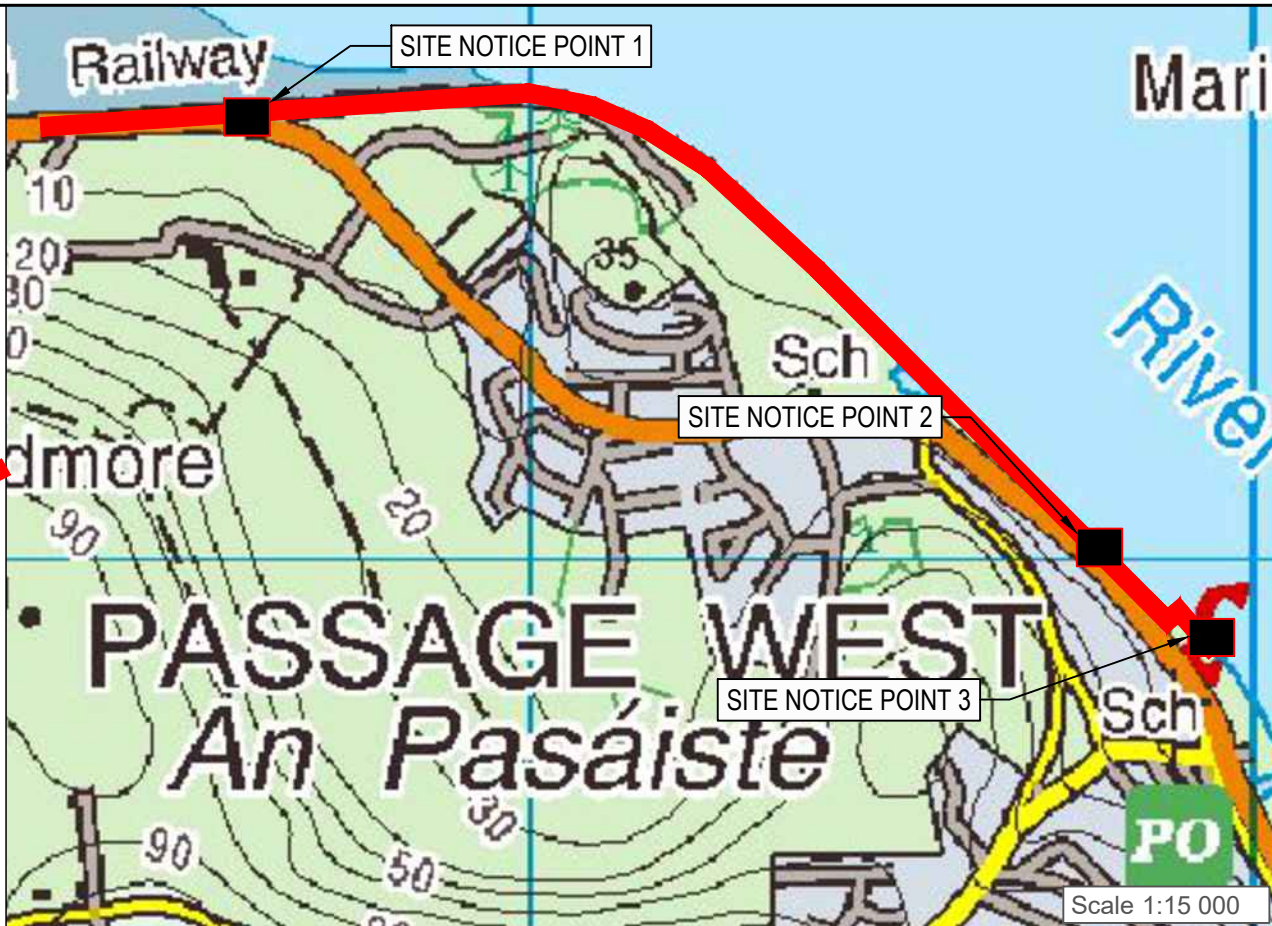 SITE NOTICE POINT 1
Railway
Mari
10
20
30
0
35
Sch
River
SITE NOTICE POINT 2
dmore
90
20
PASSAGE WEST
An Pasáiste
SITE NOTICE POINT 3
Sch
30
90
50
PO
Scale 1:15 000